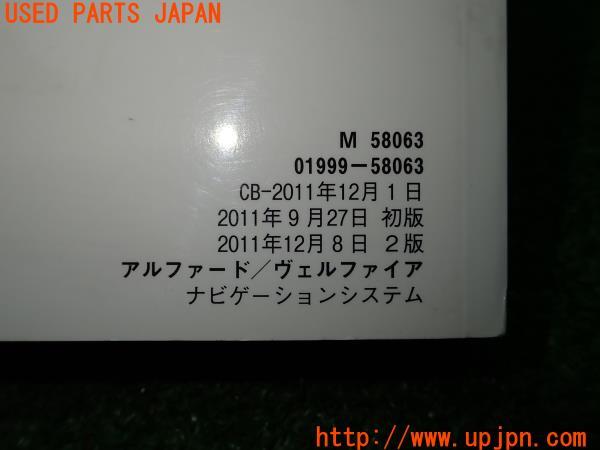 USED PARTS JAPAN
M 58063
01999-58063
CB-2011年12月1日
2011年9月27日 初版
2011年12月8日 2版
アルファード/ヴェルファイア
ナビゲーションシステム
http://www.upjpn.com